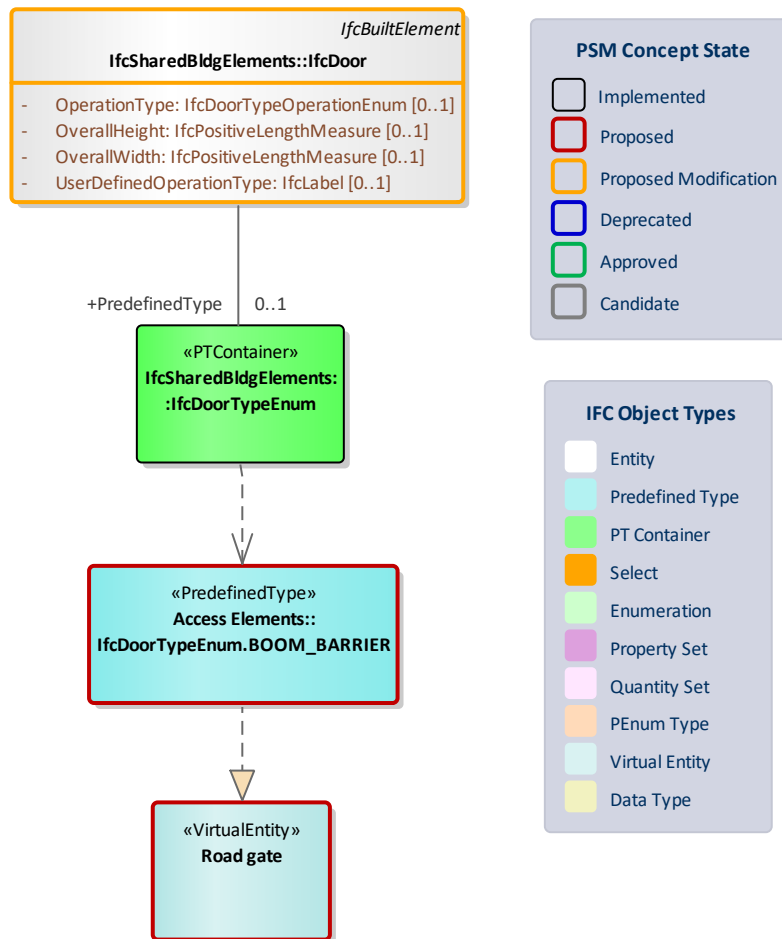 IfcBuiltElement
IfcSharedBldgElements::IfcDoor
- OperationType: IfcDoorTypeOperationEnum [0..1]
- OverallHeight: IfcPositiveLengthMeasure [0..1]
- OverallWidth: IfcPositiveLengthMeasure [0..1]
- UserDefinedOperationType: IfcLabel [0..1]
+PredefinedType 0..1
«PTContainer»
IfcSharedBldgElements:
:IfcDoorTypeEnum
«PredefinedType»
Access Elements::
IfcDoorTypeEnum.BOOM_BARRIER
«VirtualEntity»
Road gate
PSM Concept State
Implemented
Proposed
Proposed Modification
Deprecated
Approved
Candidate
IFC Object Types
Entity
Predefined Type
PT Container
Select
Enumeration
Property Set
Quantity Set
PEnum Type
Virtual Entity
Data Type